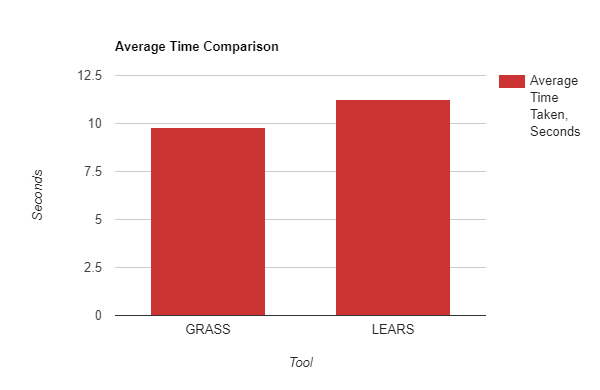 Average Time Comparison
12.5
10
7.5
5
2.5
0
Seconds
GRASS
LEARS
Tool
Average
Time
Taken,
Seconds